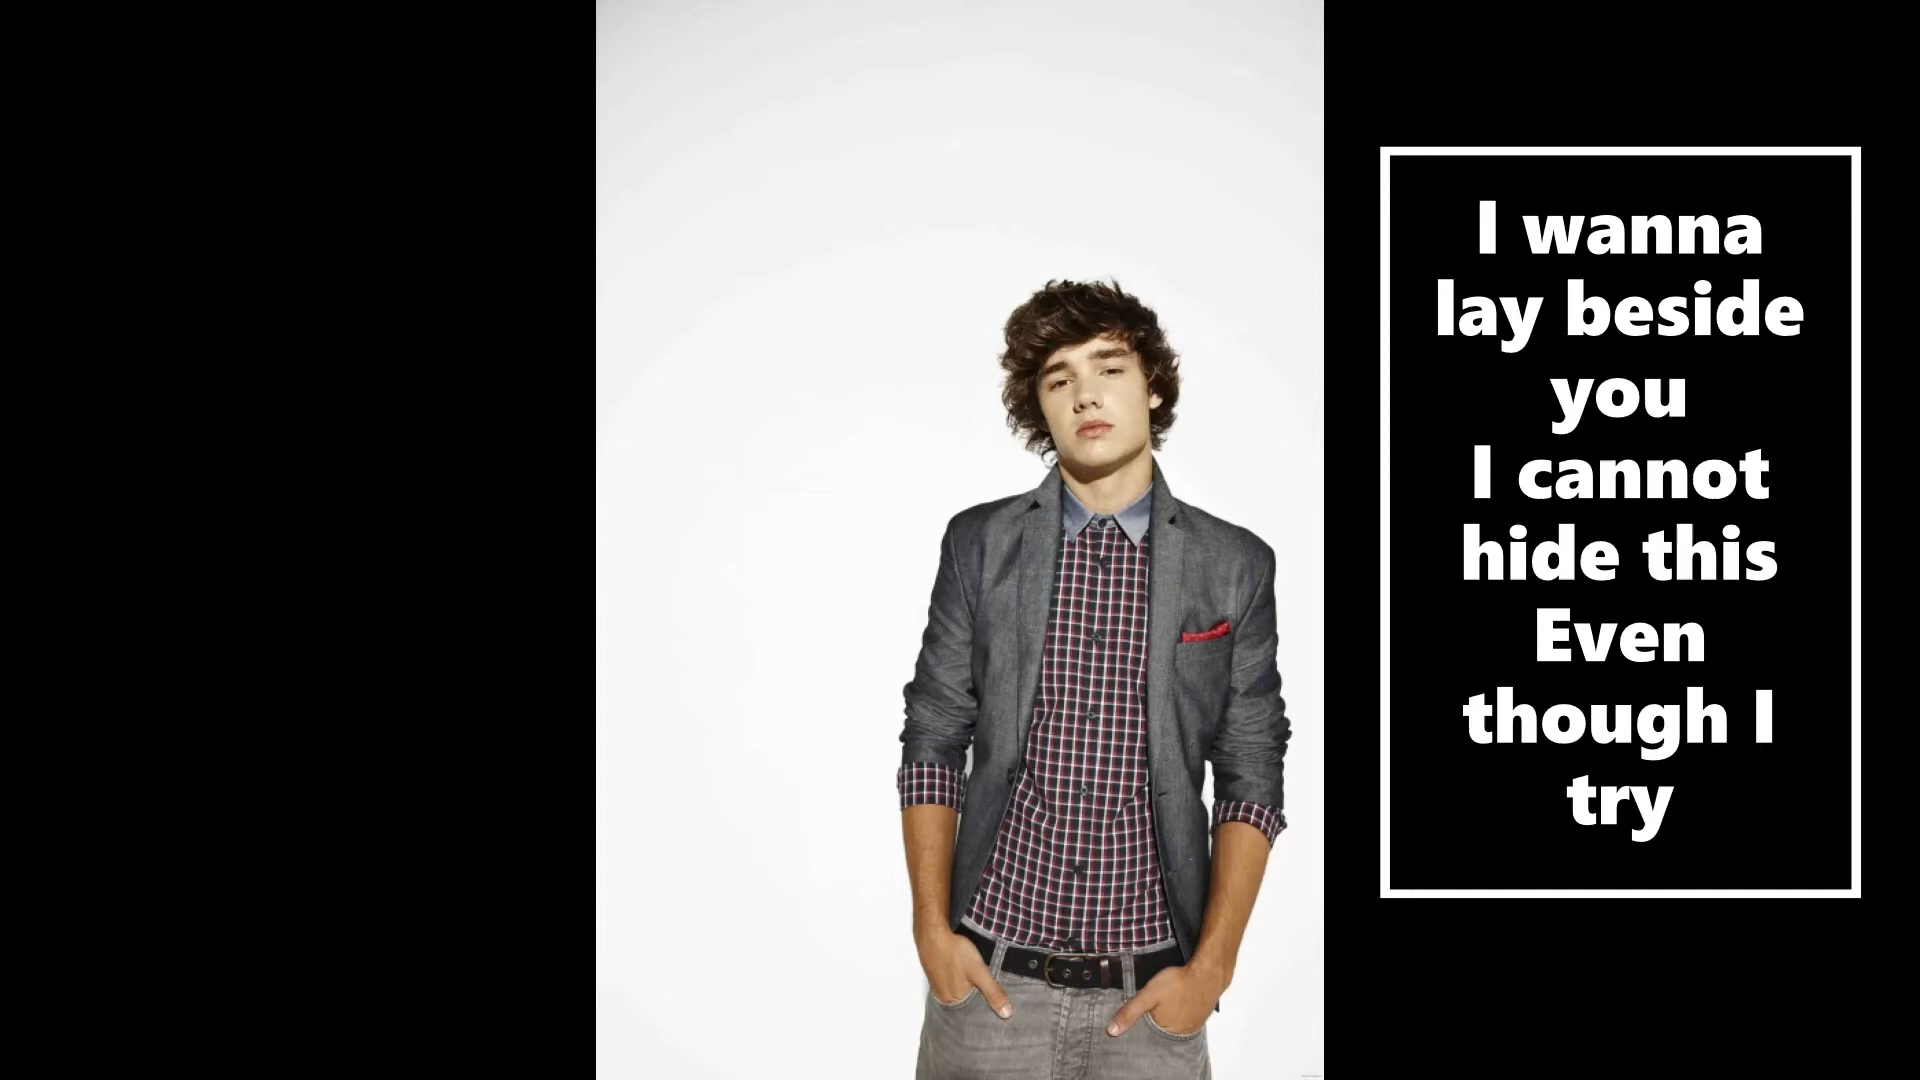 I wanna
lay beside
you
I cannot
hide this
Even
though I
try